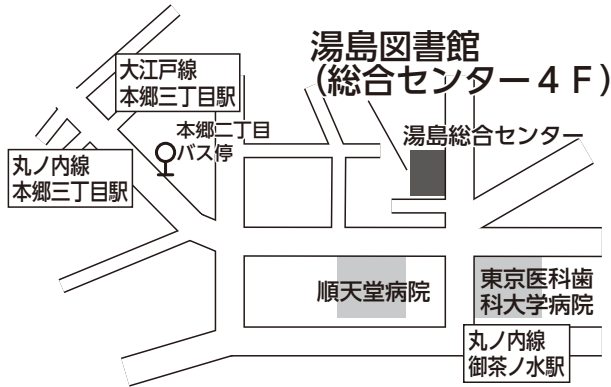 湯島図書館
（総合センター４Ｆ）
大江戸線
本郷三丁目駅
本郷二丁目
バス停
湯島総合センター
丸ノ内線
本郷三丁目駅
順天堂病院
東京医科歯
科大学病院
丸ノ内線
御茶ノ水駅